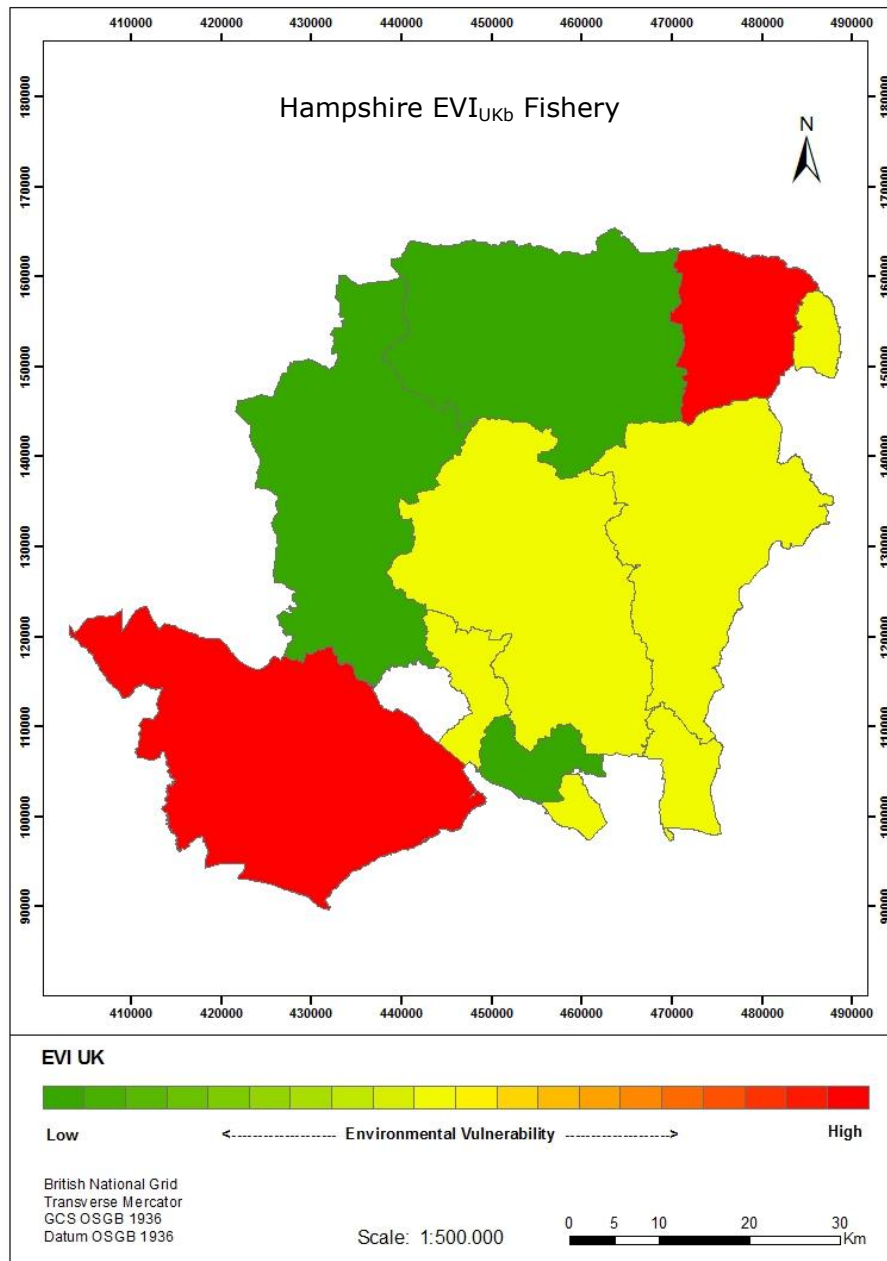 410000 420000 430000 440000 450000 460000 470000 480000 490000
Hampshire EVIUKb Fishery
N
180000 180000
170000 170000
160000 160000
150000 150000
140000 140000
130000 130000
120000 120000
110000 110000
100000 100000
90000 90000
410000 420000 430000 440000 450000 460000 470000 480000 490000
EVI UK
Low <---------------------- Environmental Vulnerability ---------------------> High
British National Grid
Transverse Mercator
GCS OSGB 1936
Datum OSGB 1936
Scale: 1:500.000
0 5 10 20 30
Km